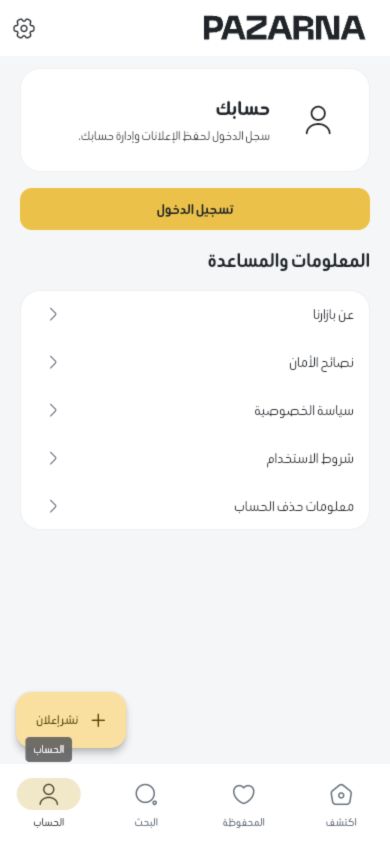 PAZARNA
حسابك
سجل الدخول لحفظ الإعلانات وإدارة حسابك.
تسجيل الدخول
المعلومات والمساعدة
عن بازارنا
نصائح الأمان
سياسة الخصوصية
شروط الاستخدام
معلومات حذف الحساب
نشر إعلان
الحساب
اكتشف
المحفوظة
البحث
الحساب